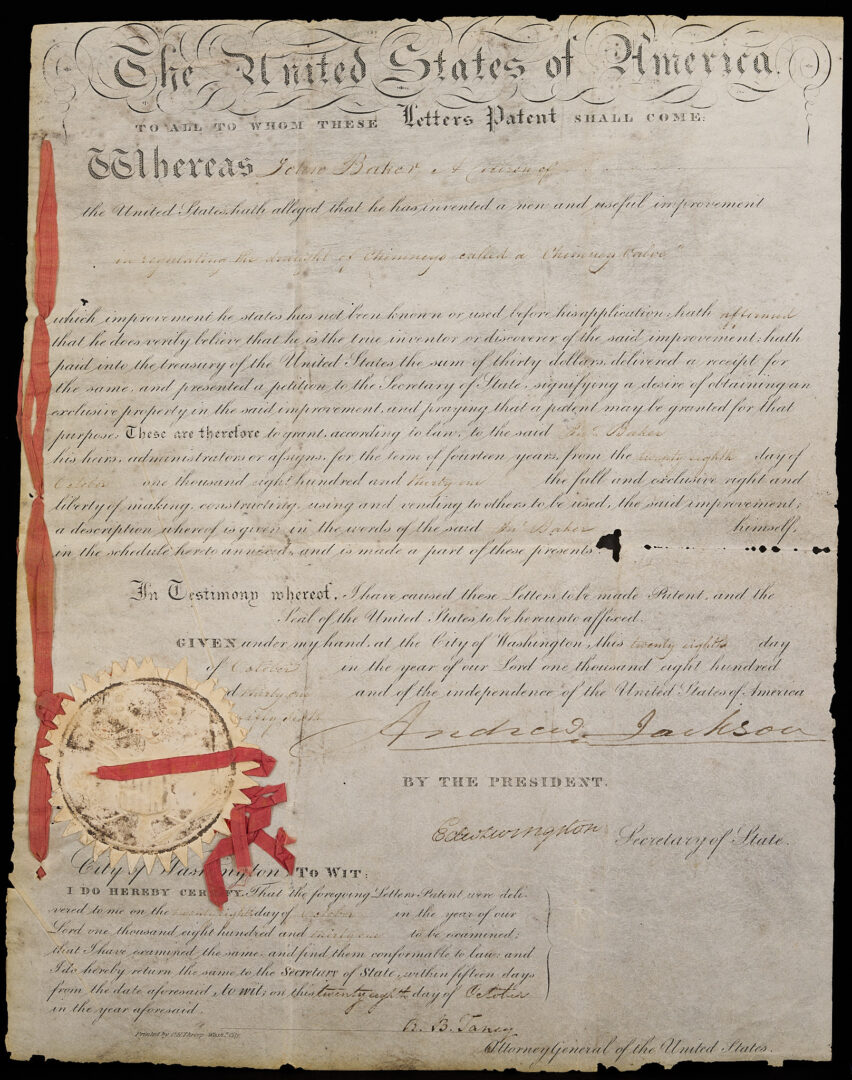 The United States of America.
TO ALL TO WHOM THESE Letters Patent SHALL COME:
Whereas John Baker A Citizen of
the United States, hath alleged that he has invented a new and useful improvement
in regulating the draught of Chimneys called a "Chimney Valve"
which improvement he states has not been known or used before his application; hath affirmed
that he does verily believe that he is the true inventor or discoverer of the said improvement; hath
paid into the treasury of the United States the sum of thirty dollars, delivered a receipt for
the same, and presented a petition to the Secretary of State, signifying a desire of obtaining an
exclusive property in the said improvement, and praying that a patent may be granted for that
purpose: These are therefore to grant, according to law, to the said Jno. Baker
his heirs, administrators or assigns, for the term of fourteen years, from the twenty eighth day of
October one thousand eight hundred and thirty one the full and exclusive right and
liberty of making, constructing, using and vending to others to be used, the said improvement;
a description whereof is given in the words of the said Jno. Baker himself,
in the schedule hereto annexed, and is made a part of these presents.
In Testimony whereof, I have caused these Letters to be made Patent, and the
Seal of the United States to be hereunto affixed.
GIVEN under my hand, at the City of Washington, this twenty eighth day
of October in the year of our Lord one thousand eight hundred
thirty one and of the independence of the United States of America
fifty sixth
Andrew Jackson
BY THE PRESIDENT.
Edw Livingston Secretary of State.
City of Washington, TO WIT:
I DO HEREBY CERTIFY, That the foregoing Letters Patent were deli-
vered to me on the twenty eighth day of October in the year of our
Lord one thousand eight hundred and thirty one to be examined;
that I have examined the same, and find them conformable to law; and
I do hereby return the same to the Secretary of State, within fifteen days
from the date aforesaid, to wit; on this twenty eighth day of October
in the year aforesaid.
R. B. Taney
Printed by Washn. City.
Attorney General of the United States.